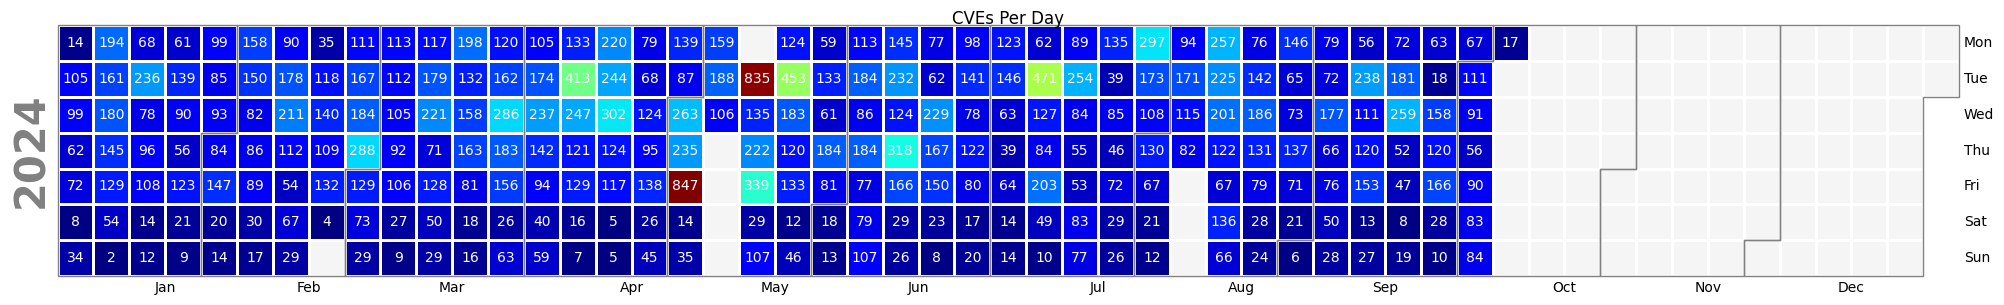 CVEs Per Day
14 194 68 61 99 158 90 35 111 113 117 198 120 105 133 220 79 139 159 124 59 113 145 77 98 123 62 89 135 297 94 257 76 146 79 56 72 63 67 17 Mon
105 161 236 139 85 150 178 118 167 112 179 132 162 174 413 244 68 87 188 835 453 133 184 232 62 141 146 471 254 39 173 171 225 142 65 72 238 181 18 111 Tue
99 180 78 90 93 82 211 140 184 105 221 158 286 237 247 302 124 263 106 135 183 61 86 124 229 78 63 127 84 85 108 115 201 186 73 177 111 259 158 91 Wed
62 145 96 56 84 86 112 109 288 92 71 163 183 142 121 124 95 235 222 120 184 184 318 167 122 39 84 55 46 130 82 122 131 137 66 120 52 120 56 Thu
72 129 108 123 147 89 54 132 129 106 128 81 156 94 129 117 138 847 339 133 81 77 166 150 80 64 203 53 72 67 67 79 71 76 153 47 166 90 Fri
8 54 14 21 20 30 67 4 73 27 50 18 26 40 16 5 26 14 29 12 18 79 29 23 17 14 49 83 29 21 136 28 21 50 13 8 28 83 Sat
34 2 12 9 14 17 29 29 9 29 16 63 59 7 5 45 35 107 46 13 107 26 8 20 14 10 77 26 12 66 24 6 28 27 19 10 84 Sun
2024
Jan Feb Mar Apr May Jun Jul Aug Sep Oct Nov Dec